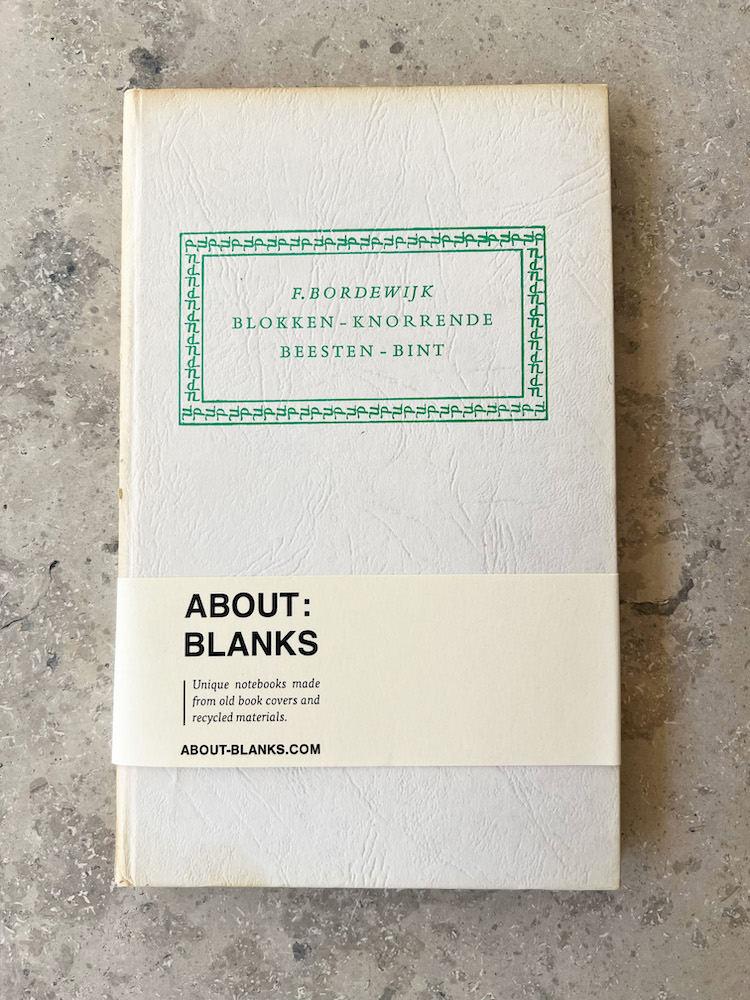 F. BORDEWIJK
BLOKKEN - KNORRENDE
BEESTEN - BINT
ABOUT:
BLANKS
Unique notebooks made
from old book covers and
recycled materials.
ABOUT-BLANKS.COM